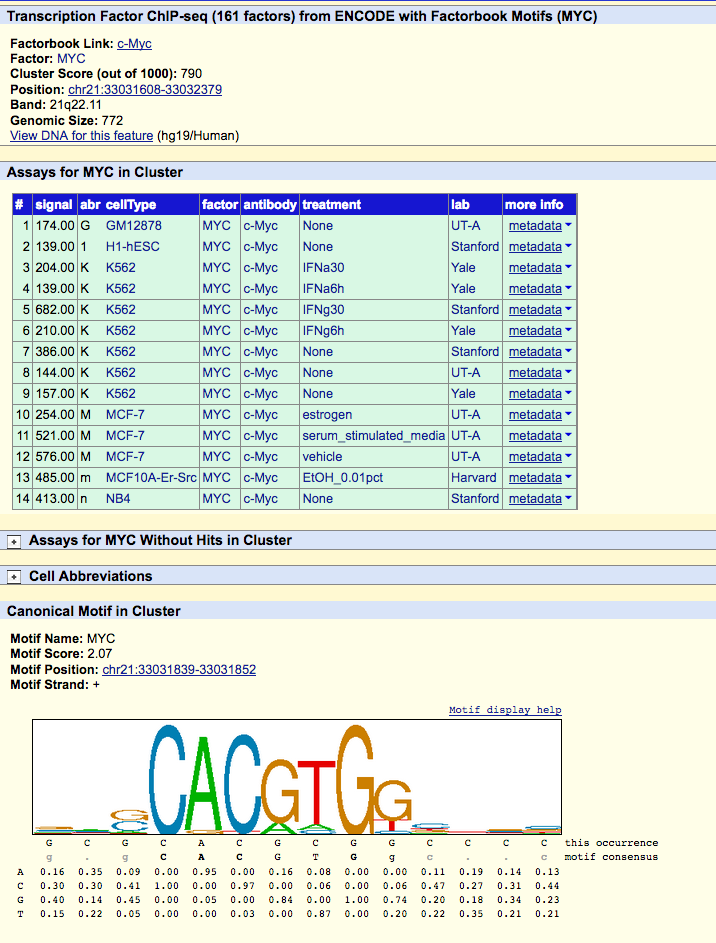 Transcription Factor ChIP-seq (161 factors) from ENCODE with Factorbook Motifs (MYC)
Factorbook Link: c-Myc
Factor: MYC
Cluster Score (out of 1000): 790
Position: chr21:33031608-33032379
Band: 21q22.11
Genomic Size: 772
View DNA for this feature (hg19/Human)
Assays for MYC in Cluster
# signal abr cellType factor antibody treatment lab more info
1 174.00 G GM12878 MYC c-Myc None UT-A metadata
2 139.00 1 H1-hESC MYC c-Myc None Stanford metadata
3 204.00 K K562 MYC c-Myc IFNa30 Yale metadata
4 139.00 K K562 MYC c-Myc IFNa6h Yale metadata
5 682.00 K K562 MYC c-Myc IFNg30 Stanford metadata
6 210.00 K K562 MYC c-Myc IFNg6h Yale metadata
7 386.00 K K562 MYC c-Myc None Stanford metadata
8 144.00 K K562 MYC c-Myc None UT-A metadata
9 157.00 K K562 MYC c-Myc None Yale metadata
10 254.00 M MCF-7 MYC c-Myc estrogen UT-A metadata
11 521.00 M MCF-7 MYC c-Myc serum_stimulated_media UT-A metadata
12 576.00 M MCF-7 MYC c-Myc vehicle UT-A metadata
13 485.00 m MCF10A-Er-Src MYC c-Myc EtOH_0.01pct Harvard metadata
14 413.00 n NB4 MYC c-Myc None Stanford metadata
+ Assays for MYC Without Hits in Cluster
+ Cell Abbreviations
Canonical Motif in Cluster
Motif Name: MYC
Motif Score: 2.07
Motif Position: chr21:33031839-33031852
Motif Strand: +
Motif display help
CACGTGG
G C G C A C G C G G C C C C this occurrence
g . g C A C G T G g c . . c motif consensus
A 0.16 0.35 0.09 0.00 0.95 0.00 0.16 0.08 0.00 0.00 0.11 0.19 0.14 0.13
C 0.30 0.30 0.41 1.00 0.00 0.97 0.00 0.06 0.00 0.06 0.47 0.27 0.31 0.44
G 0.40 0.14 0.45 0.00 0.05 0.00 0.84 0.00 1.00 0.74 0.20 0.18 0.34 0.23
T 0.15 0.22 0.05 0.00 0.00 0.03 0.00 0.87 0.00 0.20 0.22 0.35 0.21 0.21